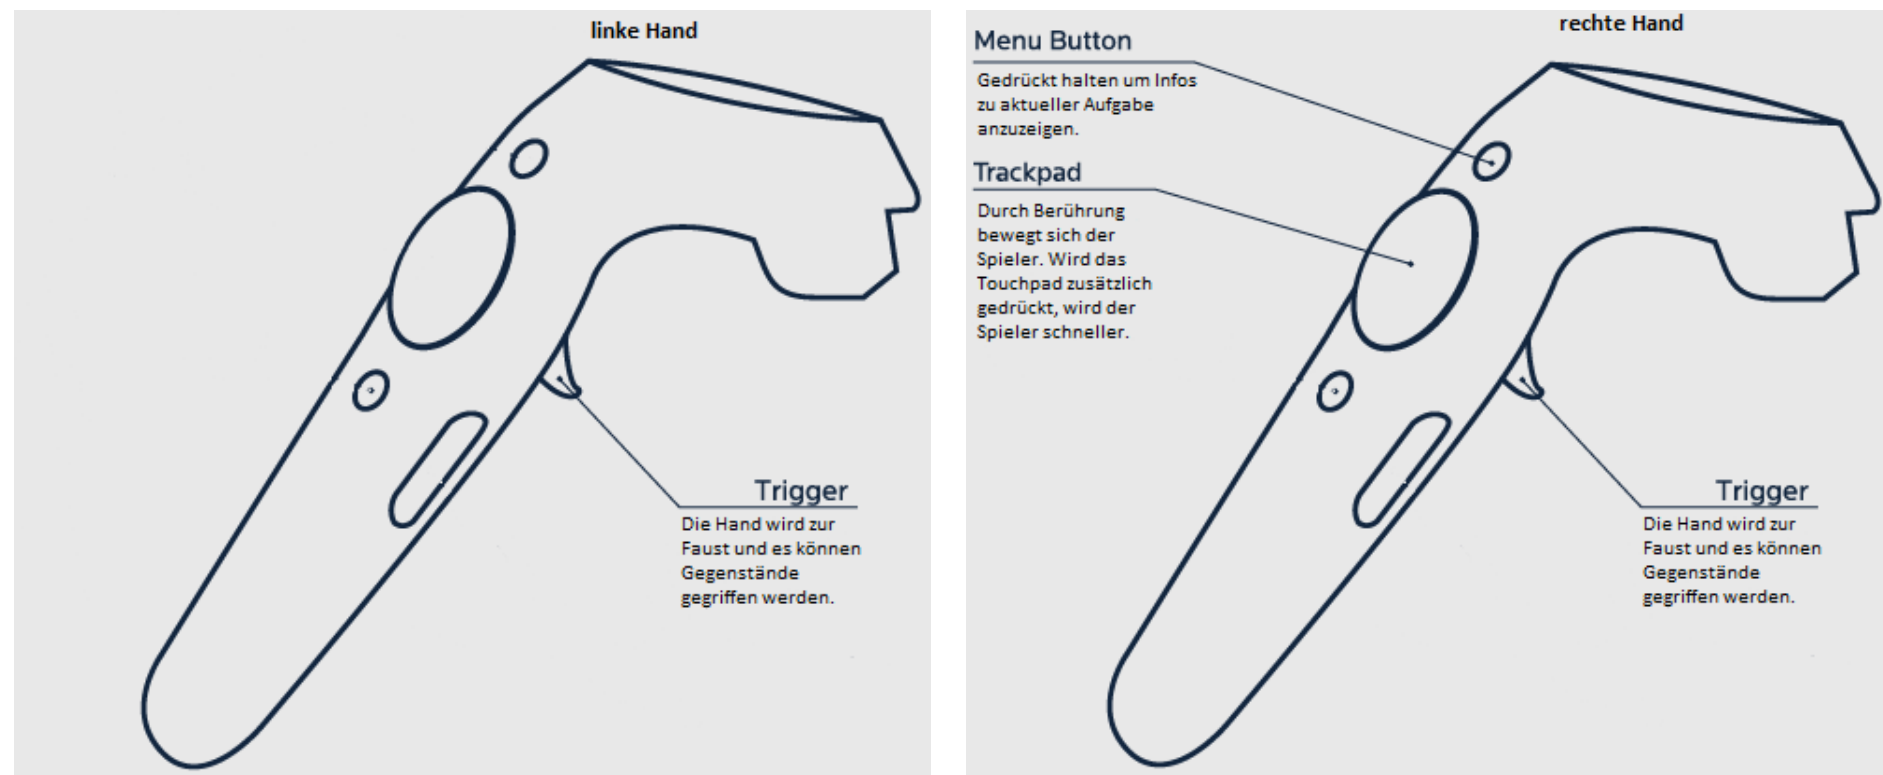 linke Hand
Trigger
Die Hand wird zur
Faust und es können
Gegenstände
gegriffen werden.
rechte Hand
Menu Button
Gedrückt halten um Infos
zu aktueller Aufgabe
anzuzeigen.
Trackpad
Durch Berührung
bewegt sich der
Spieler. Wird das
Touchpad zusätzlich
gedrückt, wird der
Spieler schneller.
Trigger
Die Hand wird zur
Faust und es können
Gegenstände
gegriffen werden.